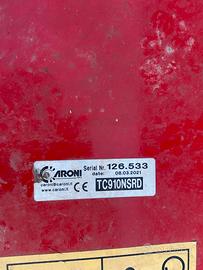 CARONI
Serial Nr. 126.533
date: 08.03.2021
caroni@caroni.it
www.caroni.it
CE
TC910NSRD